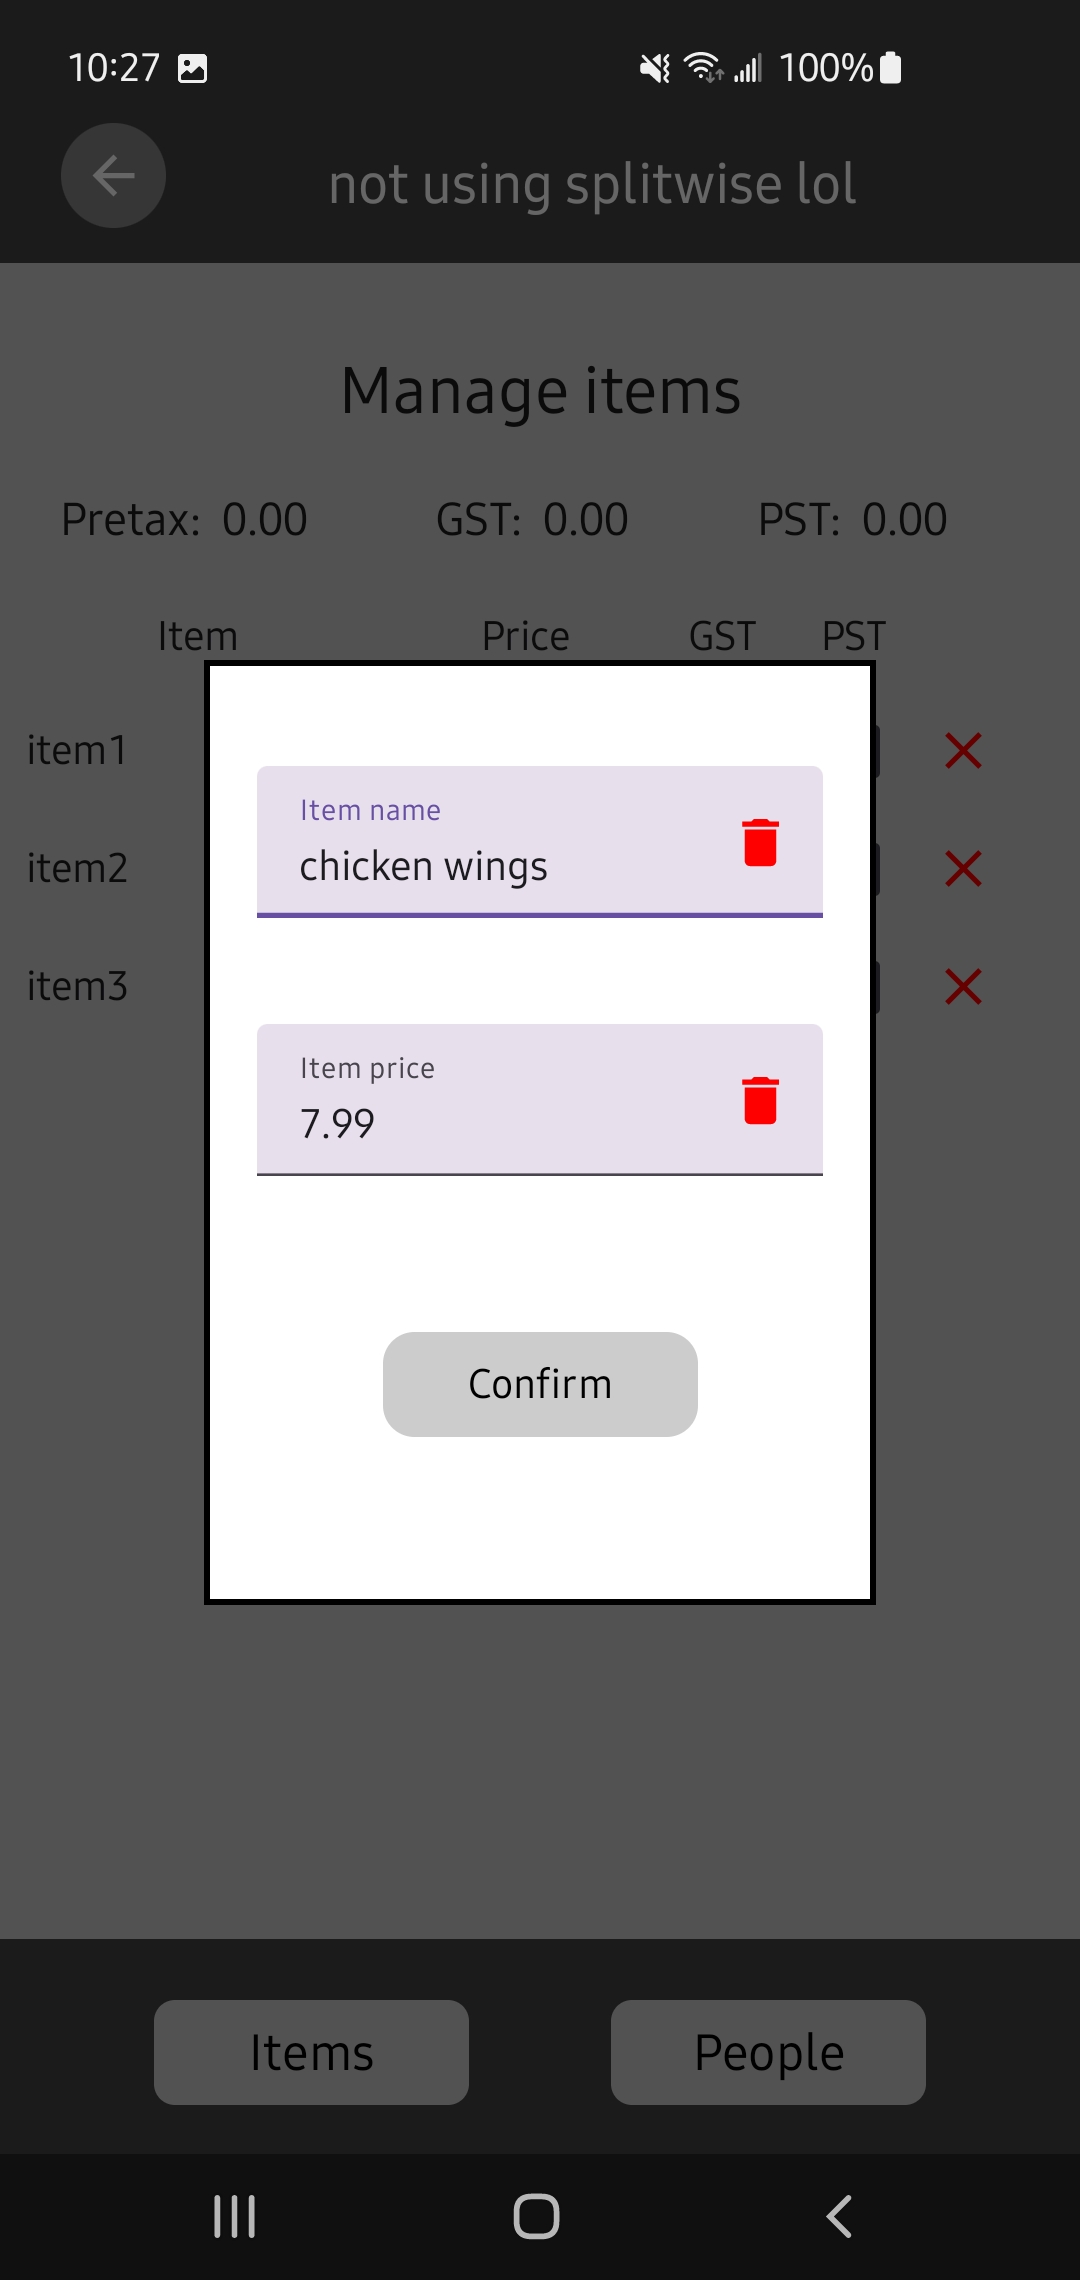 10:27 100%
not using splitwise lol
Manage items
Pretax: 0.00 GST: 0.00 PST: 0.00
Item Price GST PST
item1
item2
item3
Item name
chicken wings
Item price
7.99
Confirm
Items People